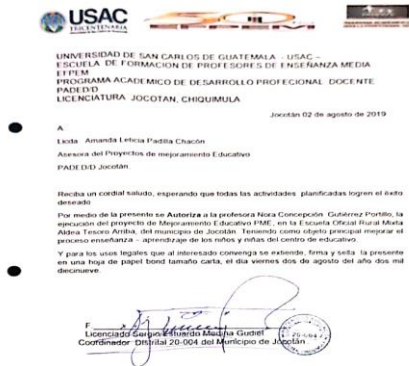 USAC
TRICENTENARIA
EFPEM
UNIVERSIDAD DE SAN CARLOS DE GUATEMALA - USAC -
ESCUELA DE FORMACION DE PROFESORES DE ENSEÑANZA MEDIA
EFPEM
PROGRAMA ACADEMICO DE DESARROLLO PROFECIONAL DOCENTE
PADED/D
LICENCIATURA JOCOTAN, CHIQUIMULA
Jocotán 02 de agosto de 2019
A
Licda. Amanda Leticia Padilla Chacón
Asesora del Proyectos de mejoramiento Educativo
PADED/D Jocotán.
Reciba un cordial saludo, esperando que todas las actividades planificadas logren el éxito
deseado
Por medio de la presente se Autoriza a la profesora Nora Concepción Gutiérrez Portillo, la
ejecución del proyecto de Mejoramiento Educativo PME, en la Escuela Oficial Rural Mixta
Aldea Tesoro Arriba, del municipio de Jocotán. Teniendo como objeto principal mejorar el
proceso enseñanza - aprendizaje de los niños y niñas del centro de educativo.
Y para los usos legales que al interesado convenga se extiende, firma y sella la presente
en una hoja de papel bond tamaño carta, el día viernes dos de agosto del año dos mil
diecinueve.
F
Licenciado Sergio Estuardo Medina Gudiel
Coordinador Distrital 20-004 del Municipio de Jocotán